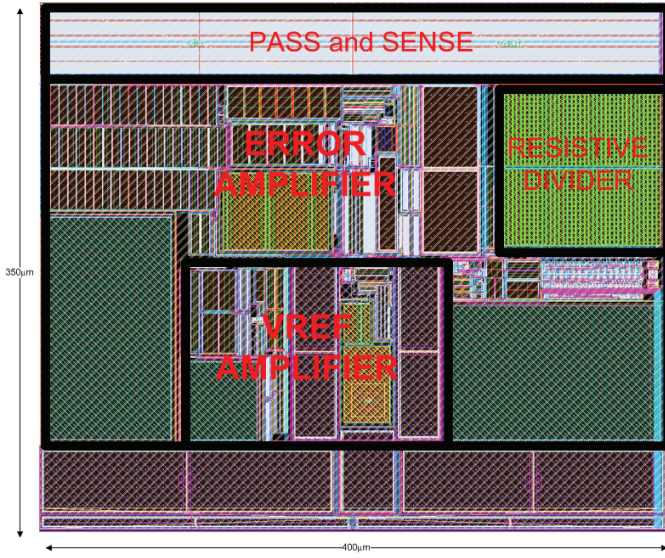 PASS and SENSE
ERROR
AMPLIFIER
RESISTIVE
DIVIDER
350μm
VREF
AMPLIFIER
400μm